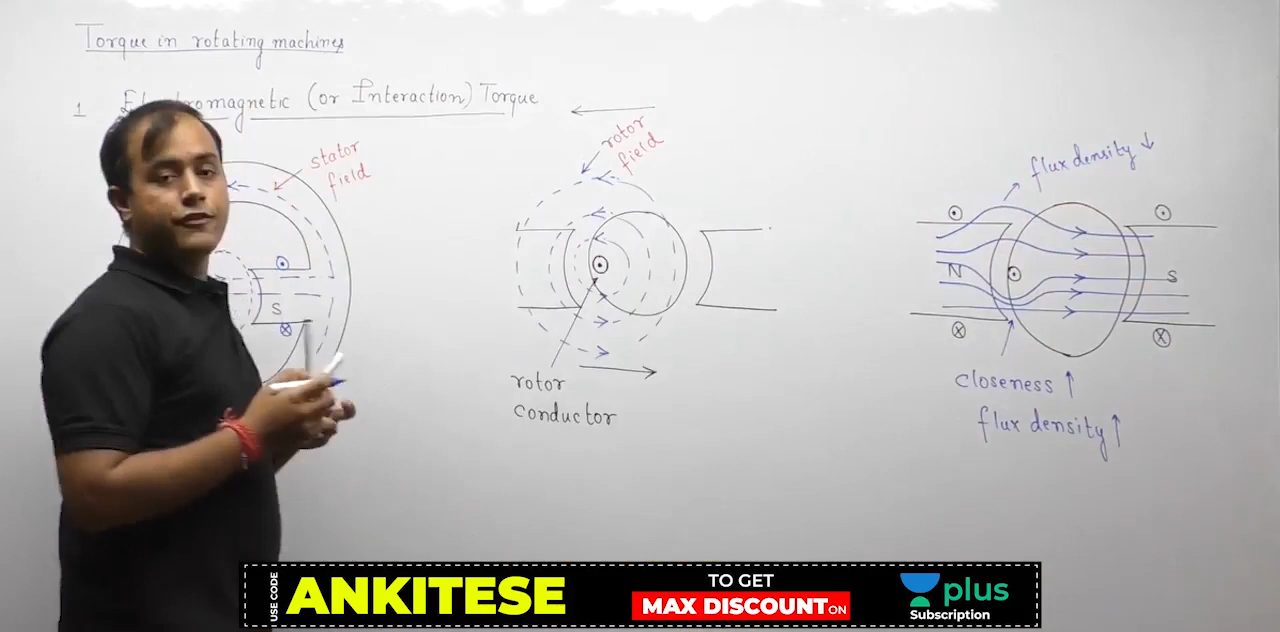 Torque in rotating machines
1 Electromagnetic (or Interaction) Torque
stator
field
S
rotor
field
rotor
conductor
flux density ↓
N
S
closeness ↑
flux density ↑
USE CODE
ANKITESE
TO GET
MAX DISCOUNT ON
plus
Subscription